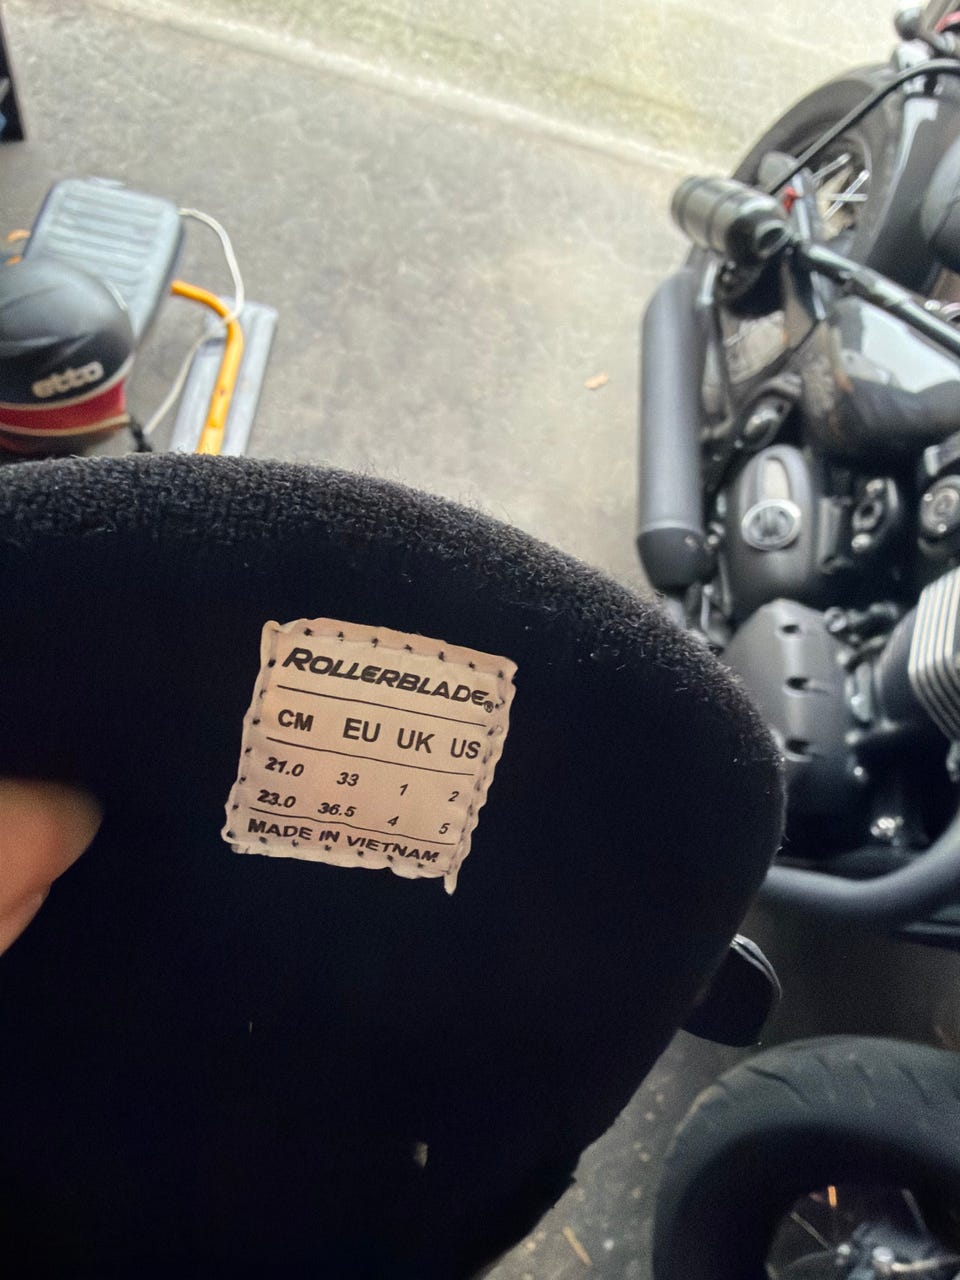 etto
ROLLERBLADE®
CM EU UK US
21.0 33 1 2
23.0 36.5 4 5
MADE IN VIETNAM